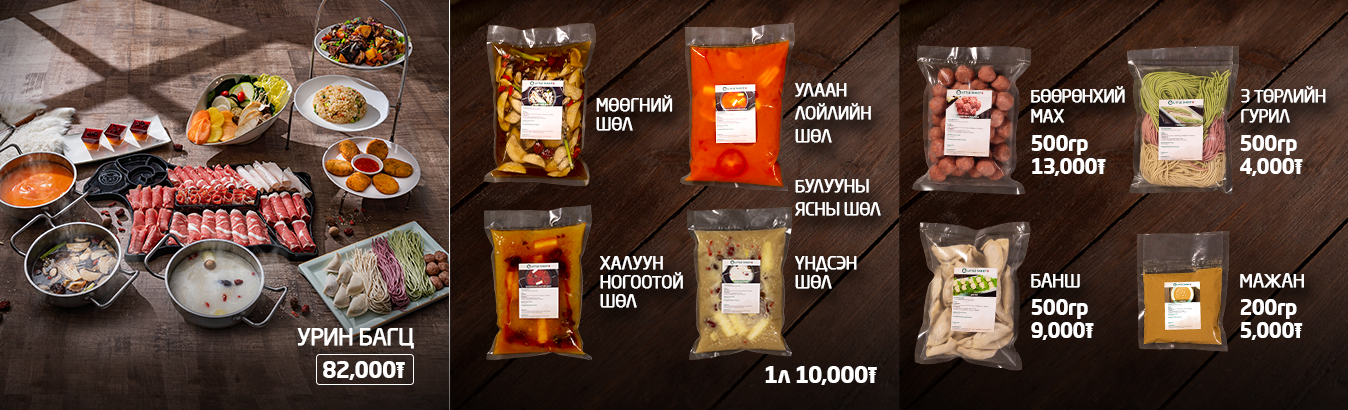 УРИН БАГЦ
82,000₮
МӨӨГНИЙ
ШӨЛ
УЛААН
ЛОЙЛИЙН
ШӨЛ
БУЛУУНЫ
ЯСНЫ ШӨЛ
ХАЛУУН
НОГООТОЙ
ШӨЛ
ҮНДСЭН
ШӨЛ
1л 10,000₮
БӨӨРӨНХИЙ
МАХ
500гр
13,000₮
3 ТӨРЛИЙН
ГУРИЛ
500гр
4,000₮
БАНШ
500гр
9,000₮
МАЖАН
200гр
5,000₮